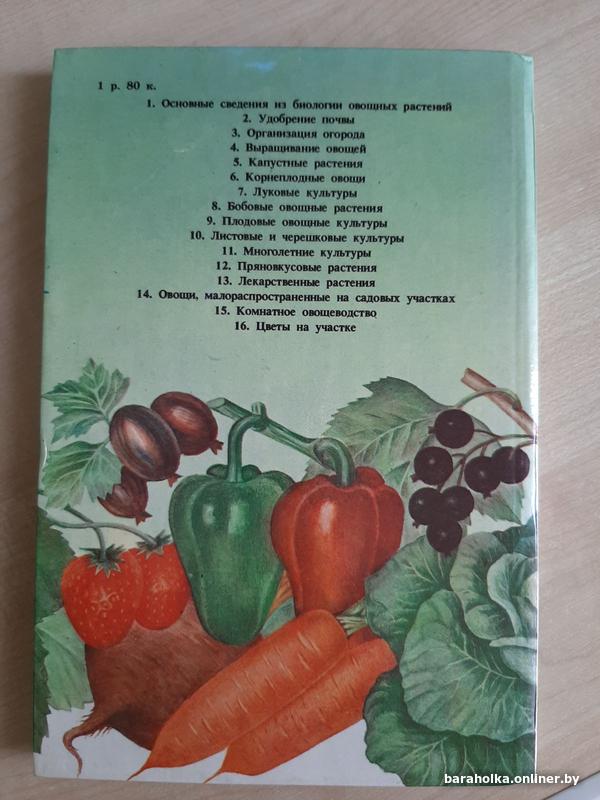 1 р. 80 к.
1. Основные сведения из биологии овощных растений
2. Удобрение почвы
3. Организация огорода
4. Выращивание овощей
5. Капустные растения
6. Корнеплодные овощи
7. Луковые культуры
8. Бобовые овощные растения
9. Плодовые овощные культуры
10. Листовые и черешковые культуры
11. Многолетние культуры
12. Пряновкусовые растения
13. Лекарственные растения
14. Овощи, малораспространенные на садовых участках
15. Комнатное овощеводство
16. Цветы на участке
baraholka.onliner.by